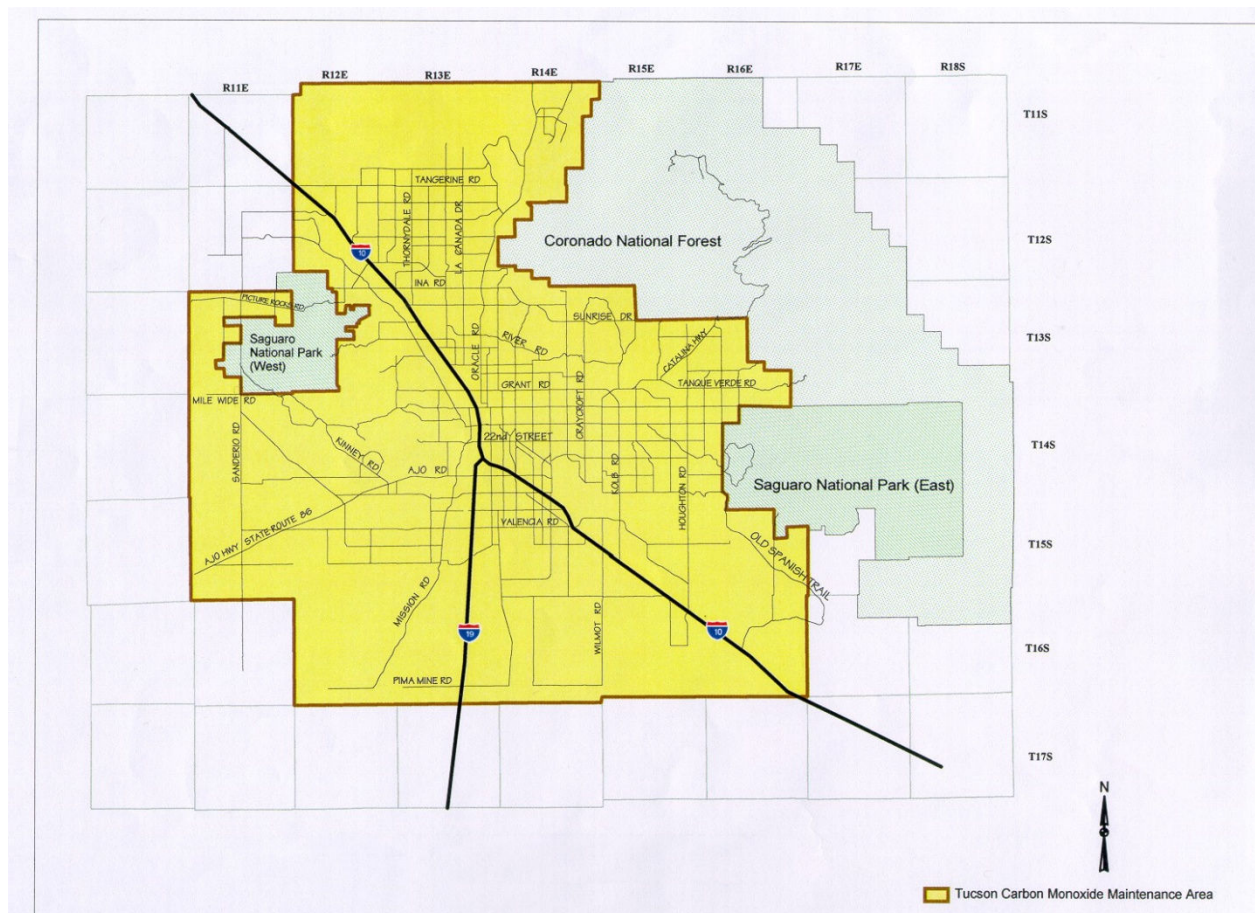 R11E
R12E
R13E
R14E
R15E
R16E
R17E
R18S
T11S
TANGERINE RD
THORNYDALE RD
LA CANADA DR
T12S
Coronado National Forest
10
INA RD
PICTURE ROCKS RD
SUNRISE DR
Saguaro
National Park
(West)
ORACLE RD
RIVER RD
CATALINA HWY
T13S
GRANT RD
TANQUE VERDE RD
MILE WIDE RD
CRAYCROFT RD
22nd STREET
T14S
SANDERIO RD
KINNEY RD
AJO RD
KOLB RD
HOUGHTON RD
Saguaro National Park (East)
VALENCIA RD
AJO HWY STATE ROUTE 86
OLD SPANISH TRAIL
T15S
MISSION RD
19
WILMOT RD
10
T16S
PIMA MINE RD
T17S
N
Tucson Carbon Monoxide Maintenance Area